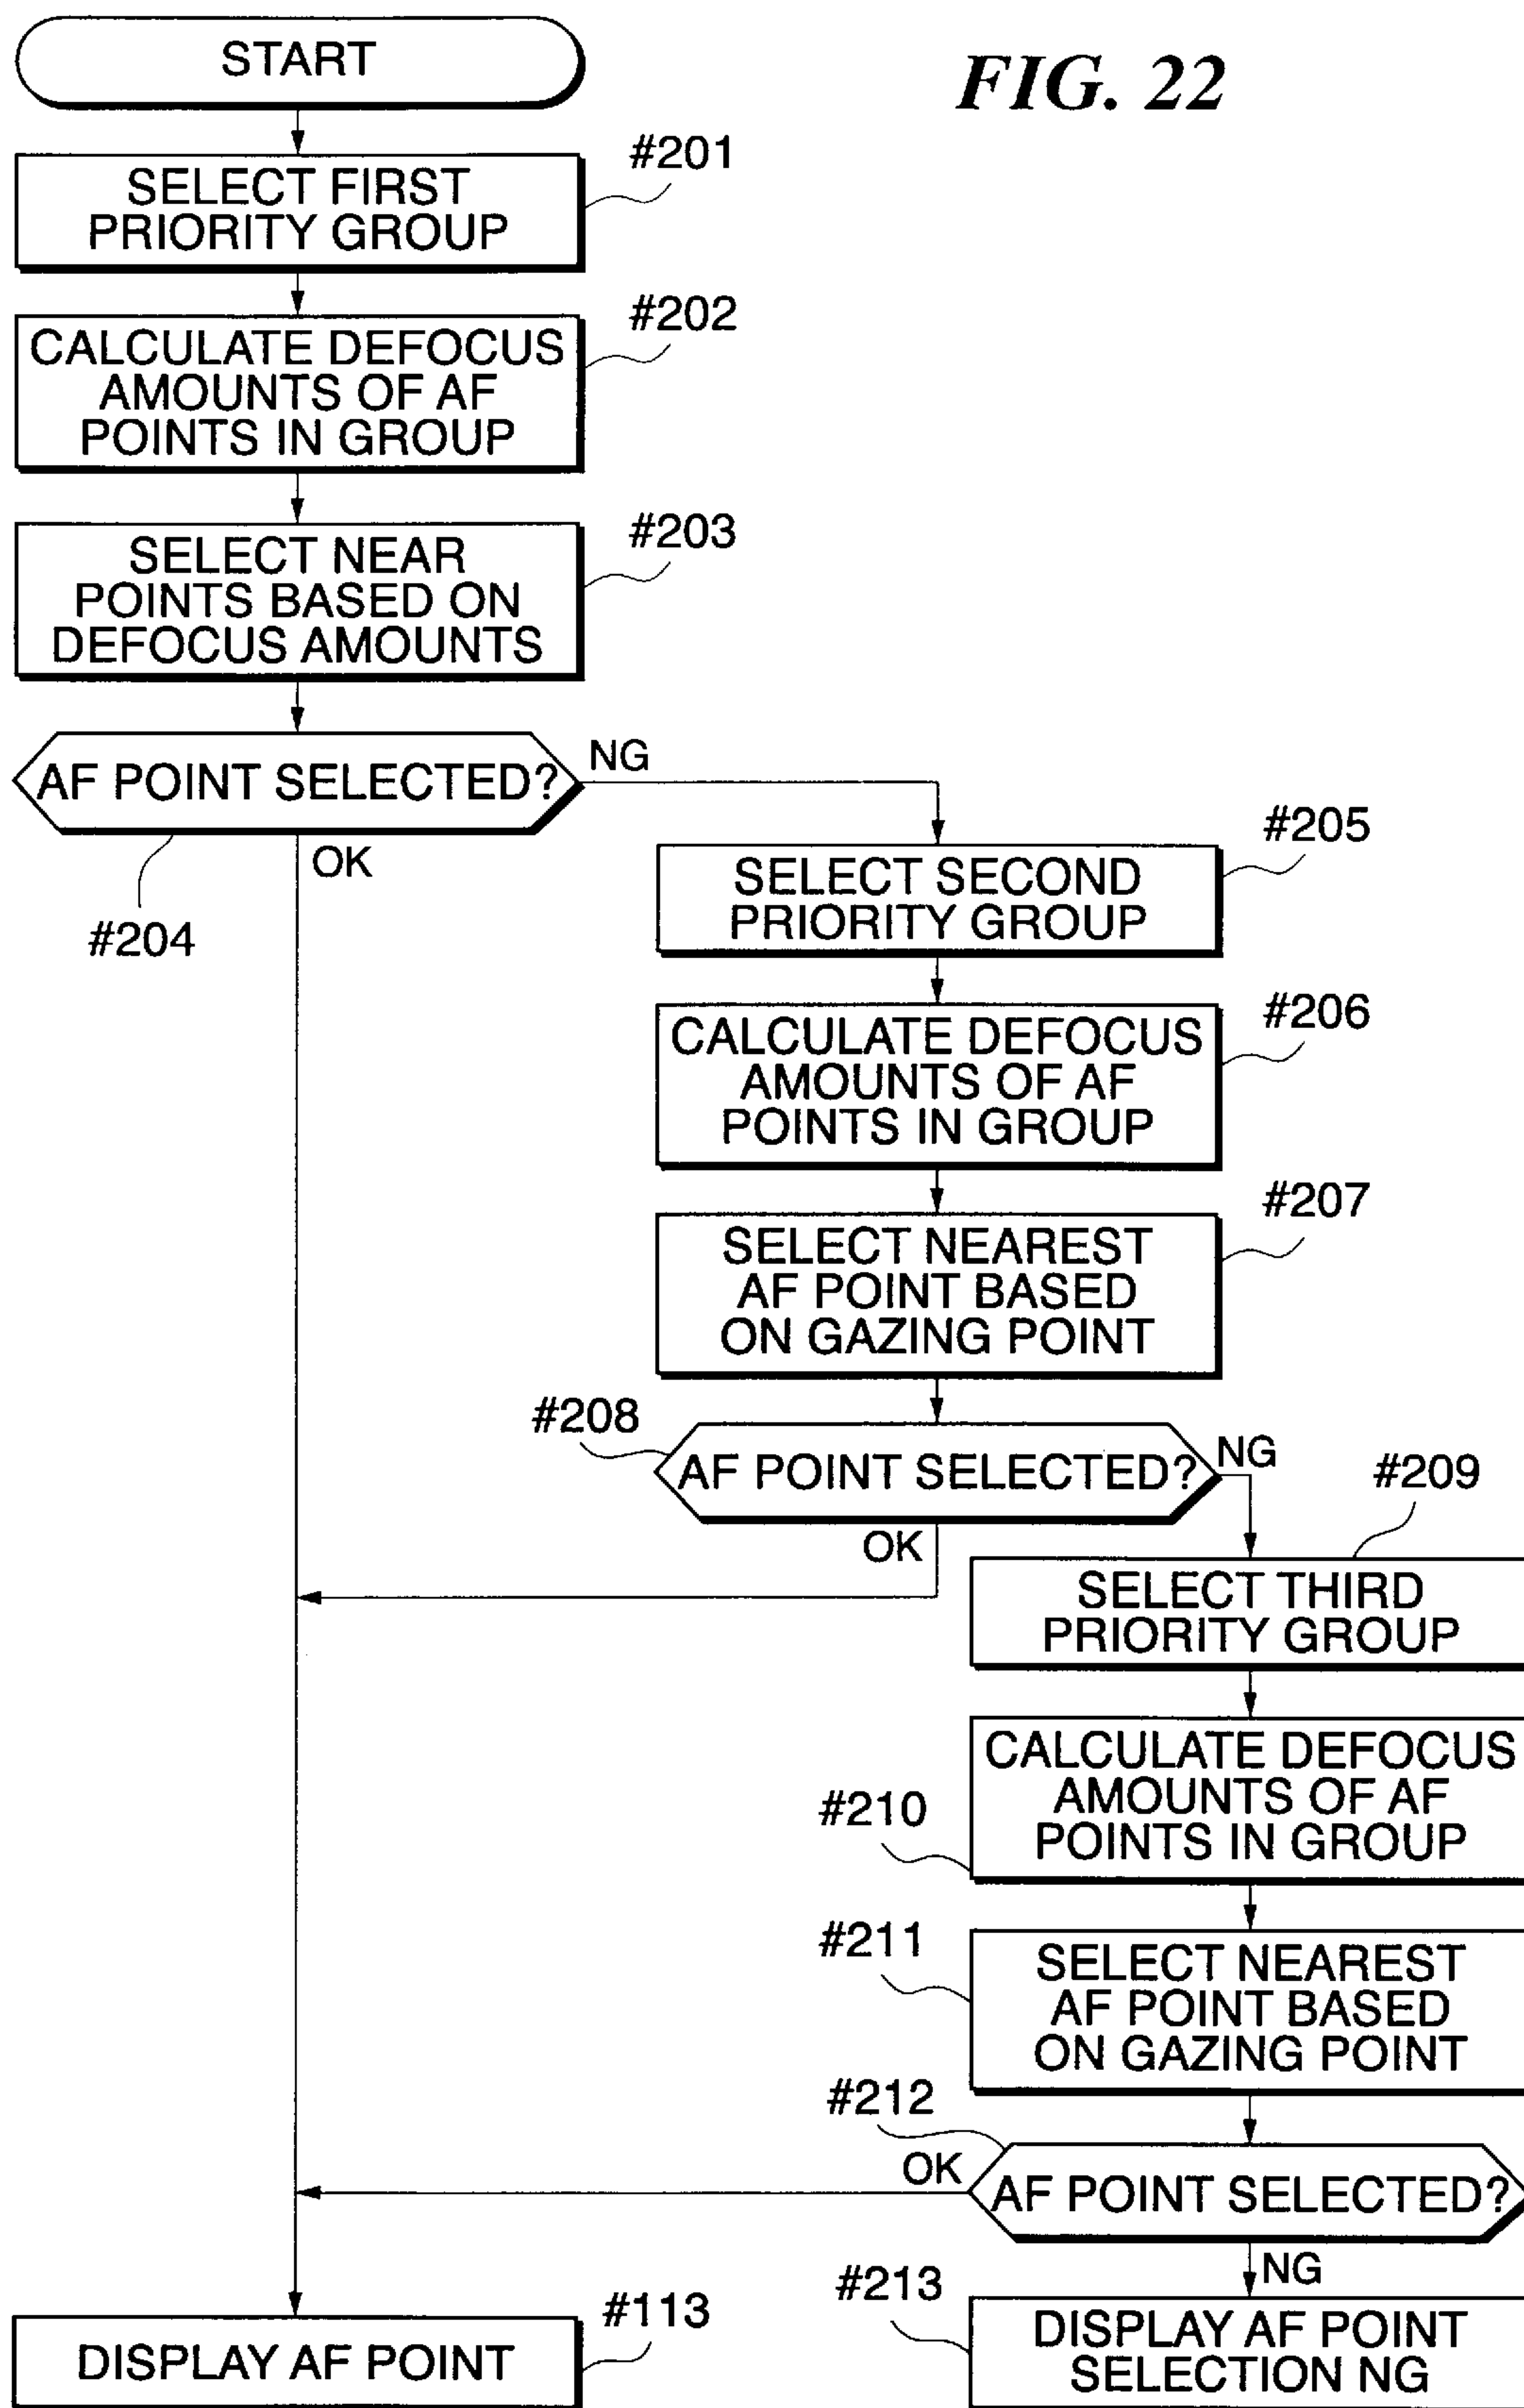 START
FIG. 22
#201
SELECT FIRST
PRIORITY GROUP
#202
CALCULATE DEFOCUS
AMOUNTS OF AF
POINTS IN GROUP
#203
SELECT NEAR
POINTS BASED ON
DEFOCUS AMOUNTS
AF POINT SELECTED?
NG
OK
#204
#205
SELECT SECOND
PRIORITY GROUP
#206
CALCULATE DEFOCUS
AMOUNTS OF AF
POINTS IN GROUP
#207
SELECT NEAREST
AF POINT BASED
ON GAZING POINT
#208
AF POINT SELECTED?
NG
OK
#209
SELECT THIRD
PRIORITY GROUP
#210
CALCULATE DEFOCUS
AMOUNTS OF AF
POINTS IN GROUP
#211
SELECT NEAREST
AF POINT BASED
ON GAZING POINT
#212
OK
AF POINT SELECTED?
NG
#213
DISPLAY AF POINT
SELECTION NG
#113
DISPLAY AF POINT